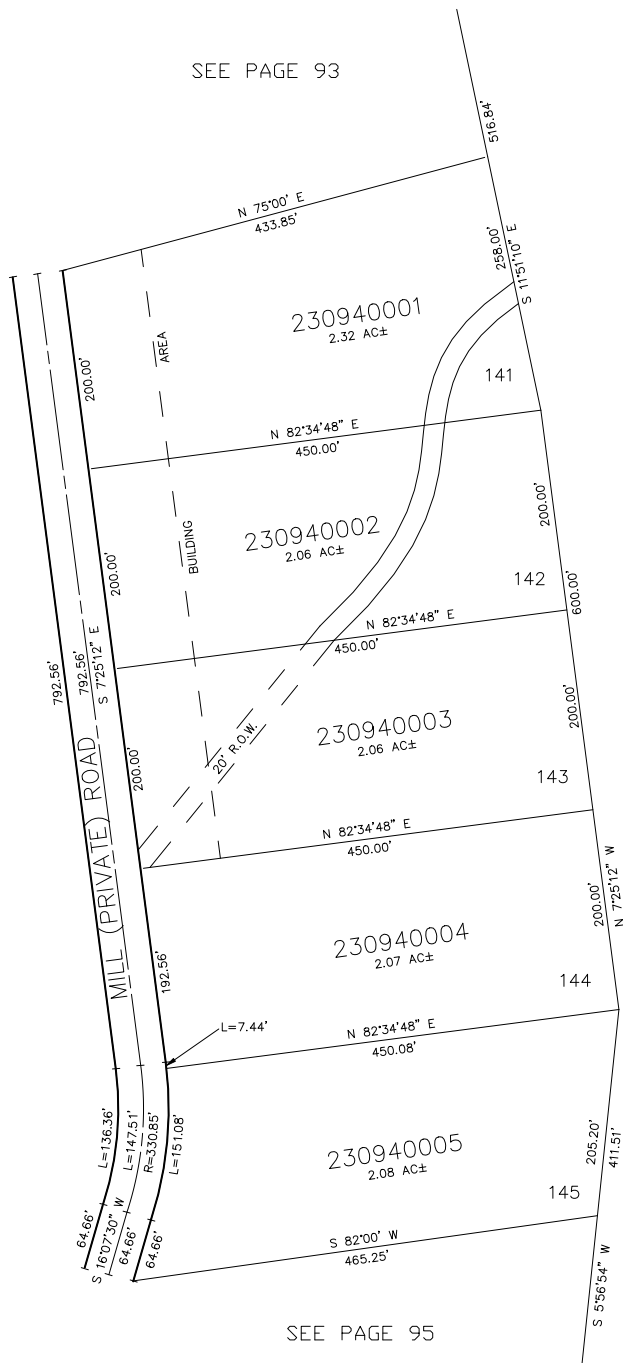 SEE PAGE 93
516.84'
N 75°00' E
433.85'
258.00'
S 11°51'10" E
230940001
2.32 AC±
AREA
141
200.00'
N 82°34'48" E
450.00'
230940002
2.06 AC±
BUILDING
142
200.00'
200.00'
600.00'
N 82°34'48" E
450.00'
792.56'
792.56'
S 7°25'12" E
230940003
2.06 AC±
20' R.O.W.
143
200.00'
200.00'
N 82°34'48" E
450.00'
MILL (PRIVATE) ROAD
230940004
2.07 AC±
144
192.56'
200.00'
N 7°25'12" W
L=7.44'
N 82°34'48" E
450.08'
L=136.36'
L=147.51'
R=330.85'
L=151.08'
230940005
2.08 AC±
145
205.20'
411.51'
64.66'
S 16°07'30" W
64.66'
64.66'
S 82°00' W
465.25'
S 5°56'54" W
SEE PAGE 95